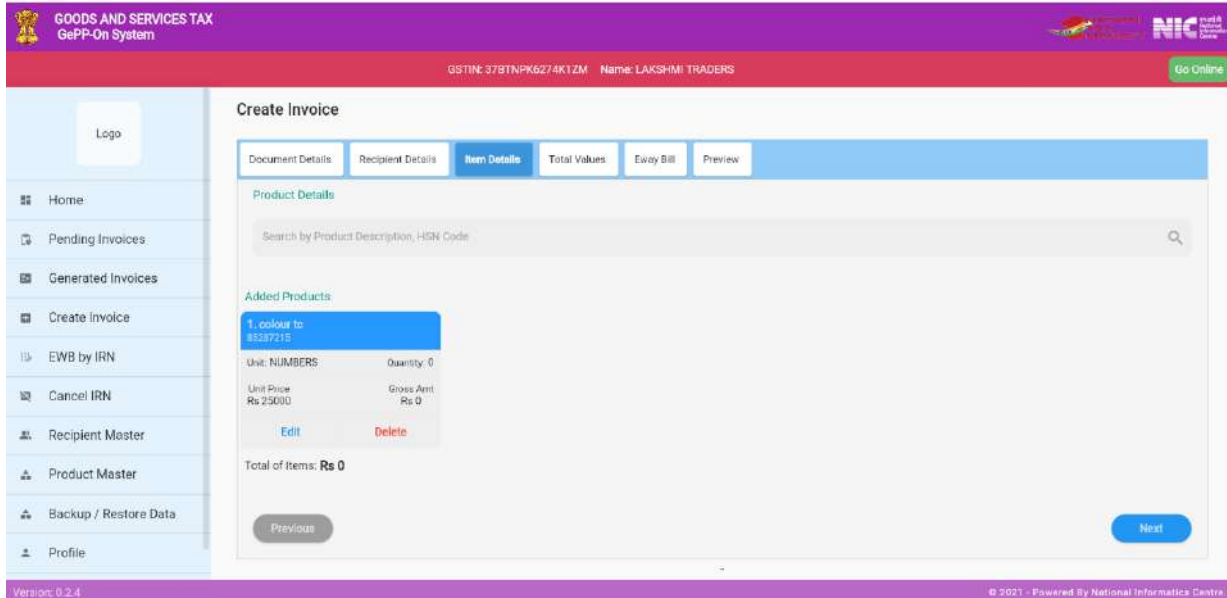 GOODS AND SERVICES TAX
GePP-On System
NIC
National
Informatics
Centre
GSTIN: 37BTNPK6274K1ZM Name: LAKSHMI TRADERS
Go Online
Logo
Home
Pending Invoices
Generated Invoices
Create Invoice
EWB by IRN
Cancel IRN
Recipient Master
Product Master
Backup / Restore Data
Profile
Create Invoice
Document Details Recipient Details Item Details Total Values Eway Bill Preview
Product Details
Search by Product Description, HSN Code
Added Products
1. colour tc
85287215
Unit: NUMBERS Quantity: 0
Unit Price Gross Amt
Rs 25000 Rs 0
Edit Delete
Total of Items: Rs 0
Previous Next
Version: 0.2.4 © 2021 - Powered By National Informatics Centre